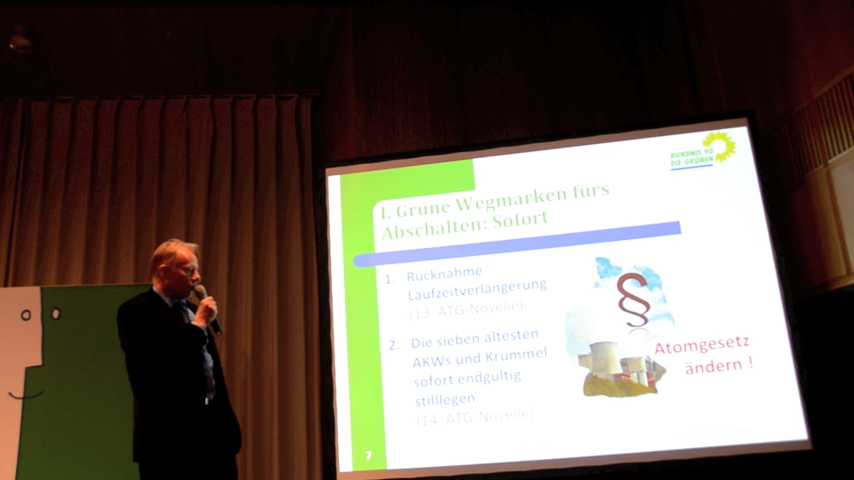 BÜNDNIS 90
DIE GRÜNEN
I. Grüne Wegmarken fürs
Abschalten: Sofort
1. Rücknahme
Laufzeitverlängerung
(13. ATG-Novelle)
2. Die sieben ältesten
AKWs und Krümmel
sofort endgültig
stilllegen
(14. ATG-Novelle)
§
Atomgesetz
ändern !
7